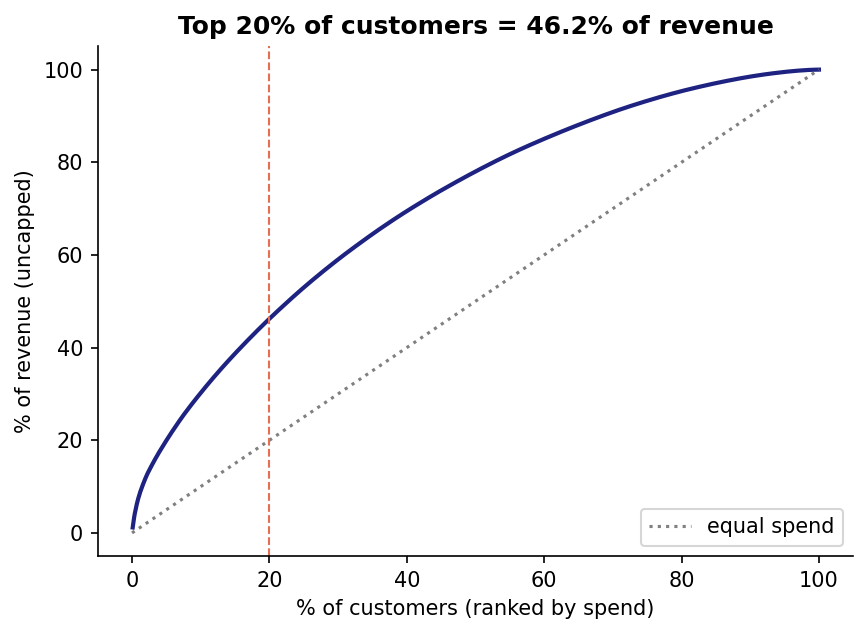 Top 20% of customers = 46.2% of revenue
% of revenue (uncapped)
100
80
60
40
20
0
equal spend
0 20 40 60 80 100
% of customers (ranked by spend)